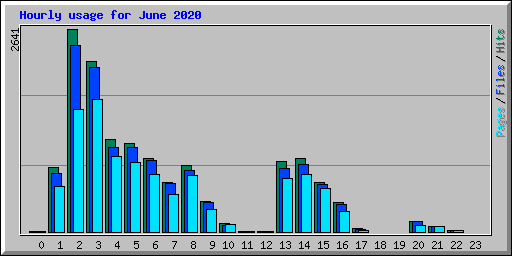 Hourly usage for June 2020
2641
Pages/Files/Hits
0 1 2 3 4 5 6 7 8 9 10 11 12 13 14 15 16 17 18 19 20 21 22 23